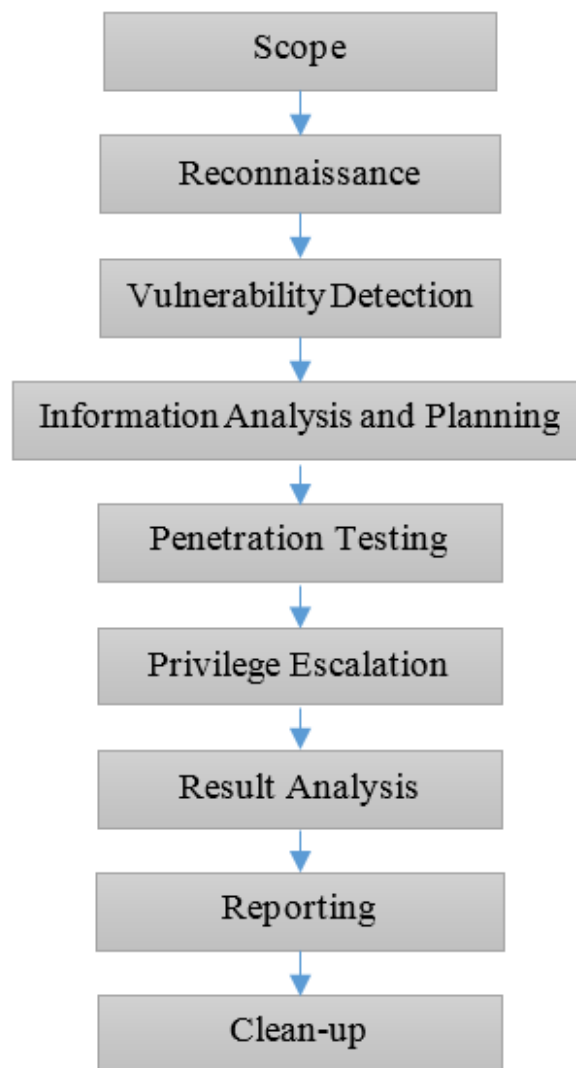 Scope
Reconnaissance
Vulnerability Detection
Information Analysis and Planning
Penetration Testing
Privilege Escalation
Result Analysis
Reporting
Clean-up